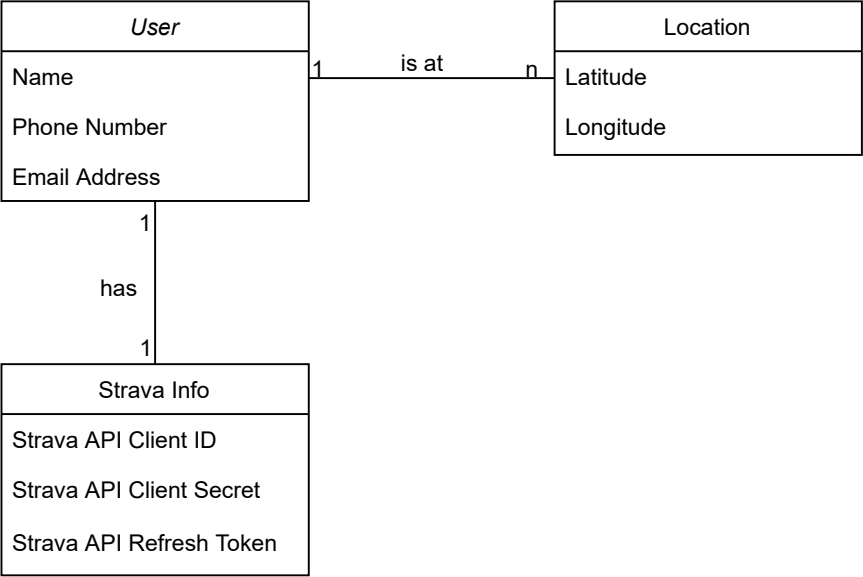 User
Name
Phone Number
Email Address
1
is at
n
Location
Latitude
Longitude
1
has
1
Strava Info
Strava API Client ID
Strava API Client Secret
Strava API Refresh Token